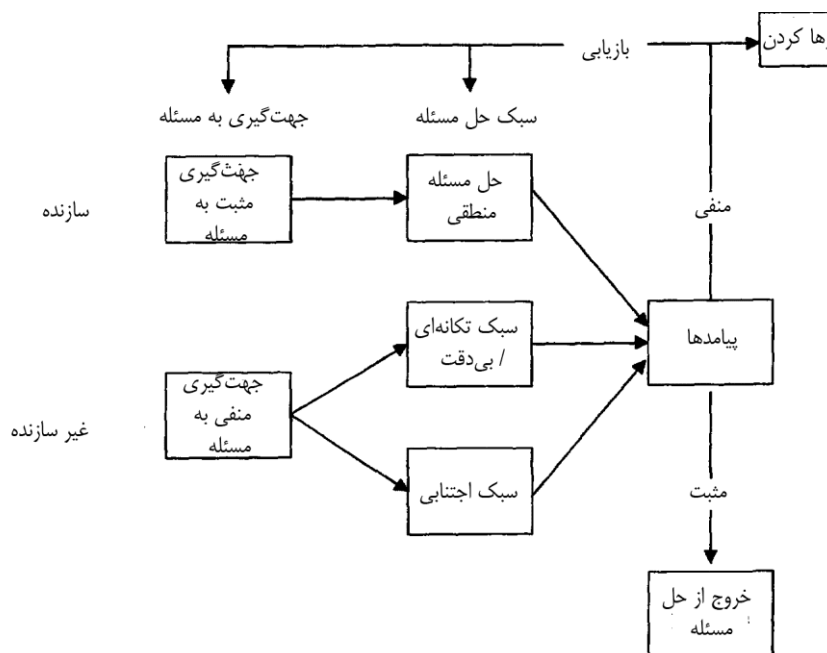 رها کردن
بازیابی
سبک حل مسئله
جهت‌گیری به مسئله
سازنده
جهت‌گیری
مثبت به
مسئله
حل مسئله
منطقی
منفی
سبک تکانه‌ای
/ بی‌دقت
پیامدها
غیر سازنده
جهت‌گیری
منفی به
مسئله
سبک اجتنابی
مثبت
خروج از حل
مسئله